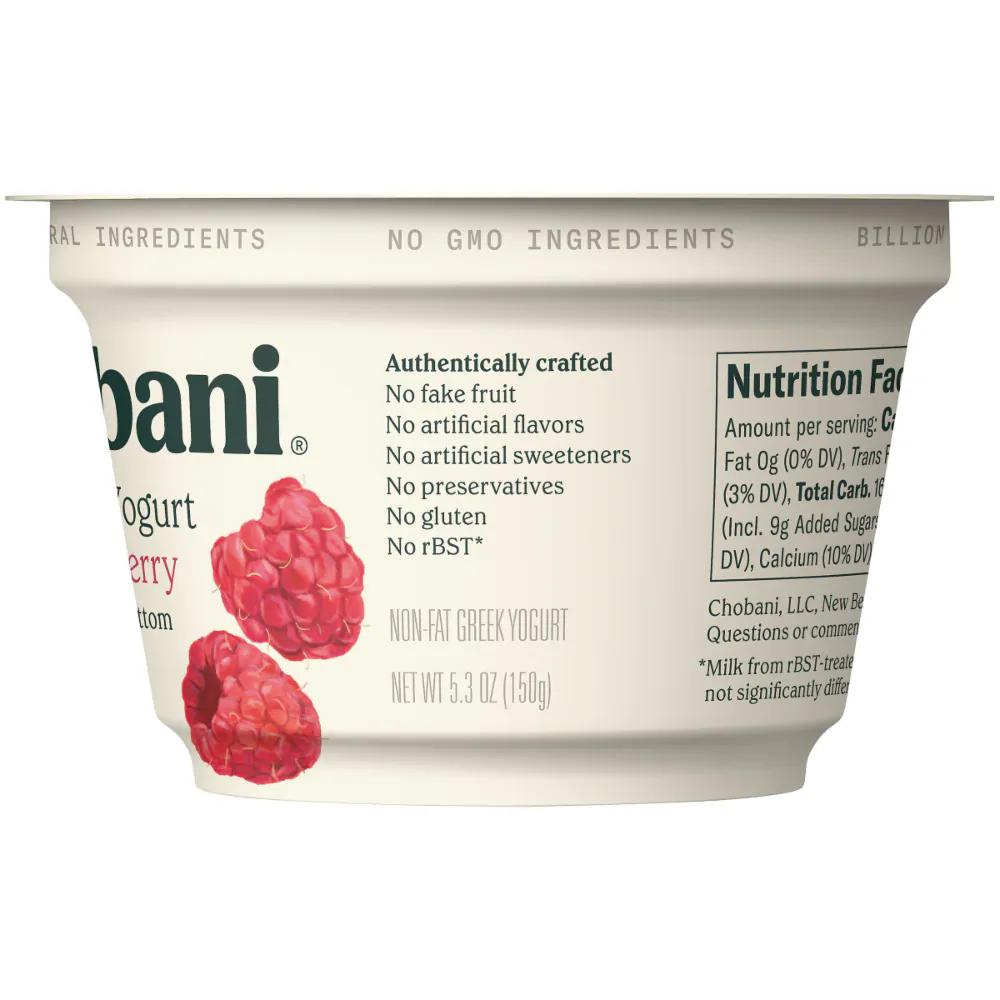 RAL INGREDIENTS
NO GMO INGREDIENTS
BILLION
bani®
Yogurt
erry
ttom
Authentically crafted
No fake fruit
No artificial flavors
No artificial sweeteners
No preservatives
No gluten
No rBST*
NON-FAT GREEK YOGURT
NET WT 5.3 OZ (150g)
Nutrition Fac
Amount per serving: Ca
Fat 0g (0% DV), Trans F
(3% DV), Total Carb. 16
(Incl. 9g Added Sugars
DV), Calcium (10% DV)
Chobani, LLC, New Be
Questions or commen
*Milk from rBST-treate
not significantly differ